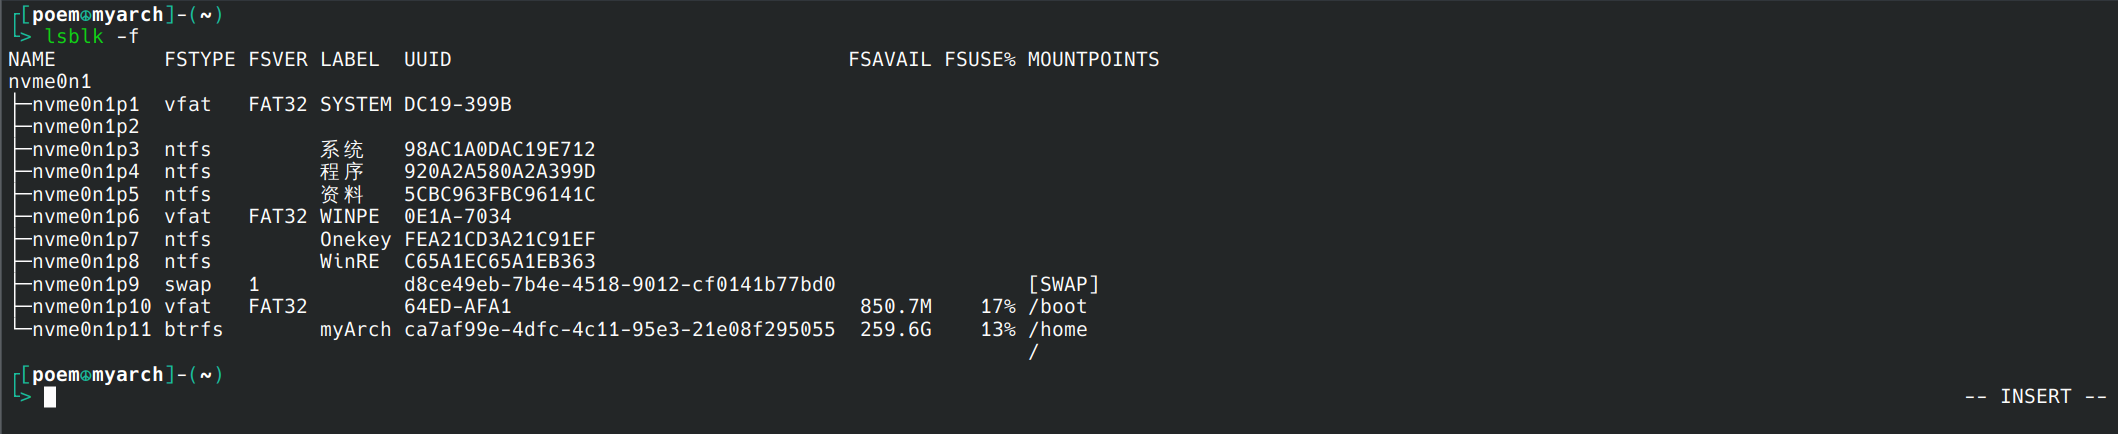 ┌[poem☮myarch]-(~)
└> lsblk -f
NAME         FSTYPE FSVER LABEL  UUID                                 FSAVAIL FSUSE% MOUNTPOINTS
nvme0n1
├─nvme0n1p1  vfat   FAT32 SYSTEM DC19-399B
├─nvme0n1p2
├─nvme0n1p3  ntfs         系统   98AC1A0DAC19E712
├─nvme0n1p4  ntfs         程序   920A2A580A2A399D
├─nvme0n1p5  ntfs         资料   5CBC963FBC96141C
├─nvme0n1p6  vfat   FAT32 WINPE  0E1A-7034
├─nvme0n1p7  ntfs         Onekey FEA21CD3A21C91EF
├─nvme0n1p8  ntfs         WinRE  C65A1EC65A1EB363
├─nvme0n1p9  swap   1            d8ce49eb-7b4e-4518-9012-cf0141b77bd0                [SWAP]
├─nvme0n1p10 vfat   FAT32        64ED-AFA1                             850.7M    17% /boot
└─nvme0n1p11 btrfs        myArch ca7af99e-4dfc-4c11-95e3-21e08f295055  259.6G    13% /home
/
┌[poem☮myarch]-(~)
└> -- INSERT --